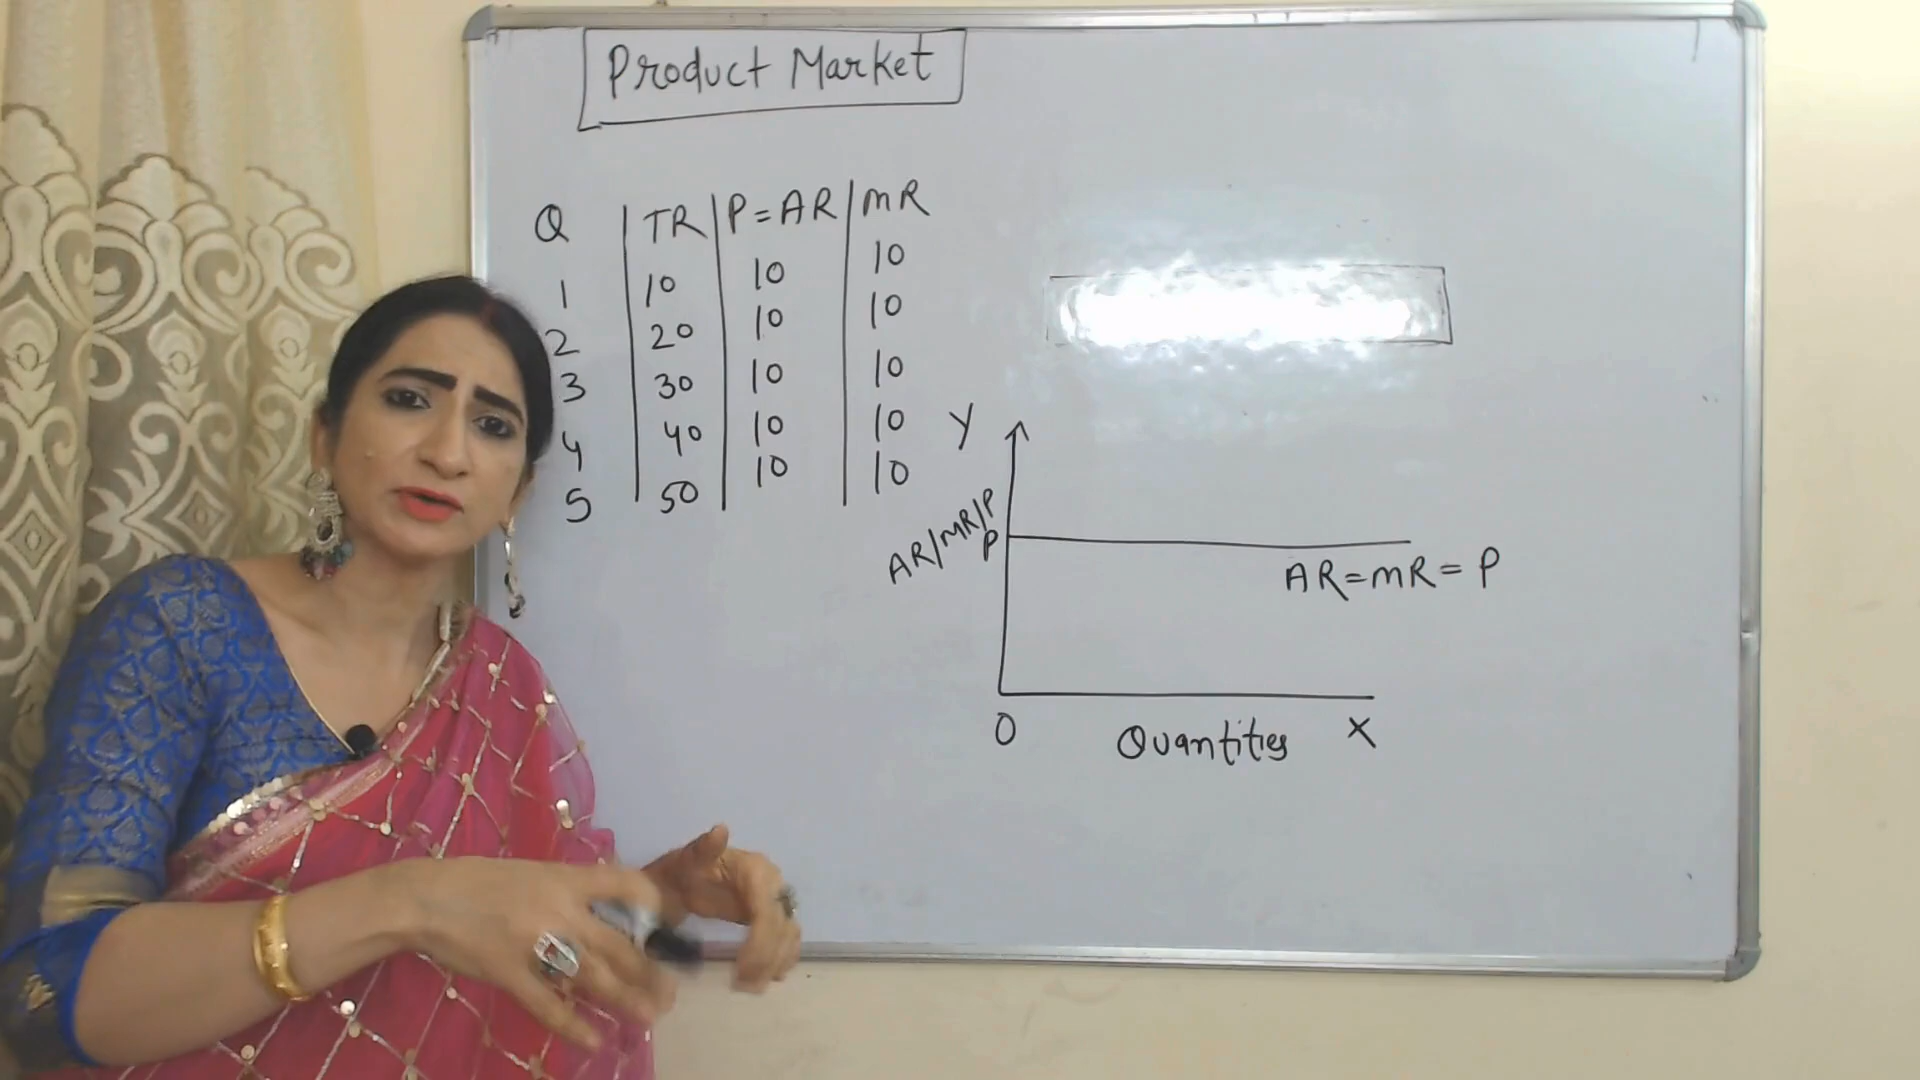 Product Market
Q | TR | P = AR | MR
1 | 10 | 10 | 10
2 | 20 | 10 | 10
3 | 30 | 10 | 10
4 | 40 | 10 | 10
5 | 50 | 10 | 10
Y
AR/MR/P
P
AR = MR = P
O Quantities X